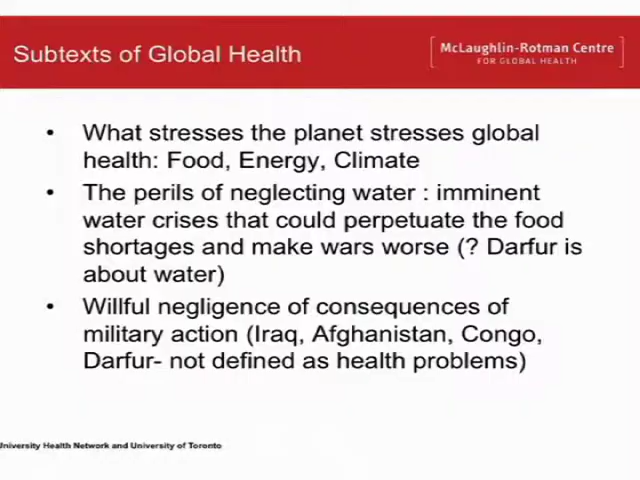 Subtexts of Global Health
McLaughlin-Rotman Centre
FOR GLOBAL HEALTH
• What stresses the planet stresses global
health: Food, Energy, Climate
• The perils of neglecting water : imminent
water crises that could perpetuate the food
shortages and make wars worse (? Darfur is
about water)
• Willful negligence of consequences of
military action (Iraq, Afghanistan, Congo,
Darfur- not defined as health problems)
University Health Network and University of Toronto